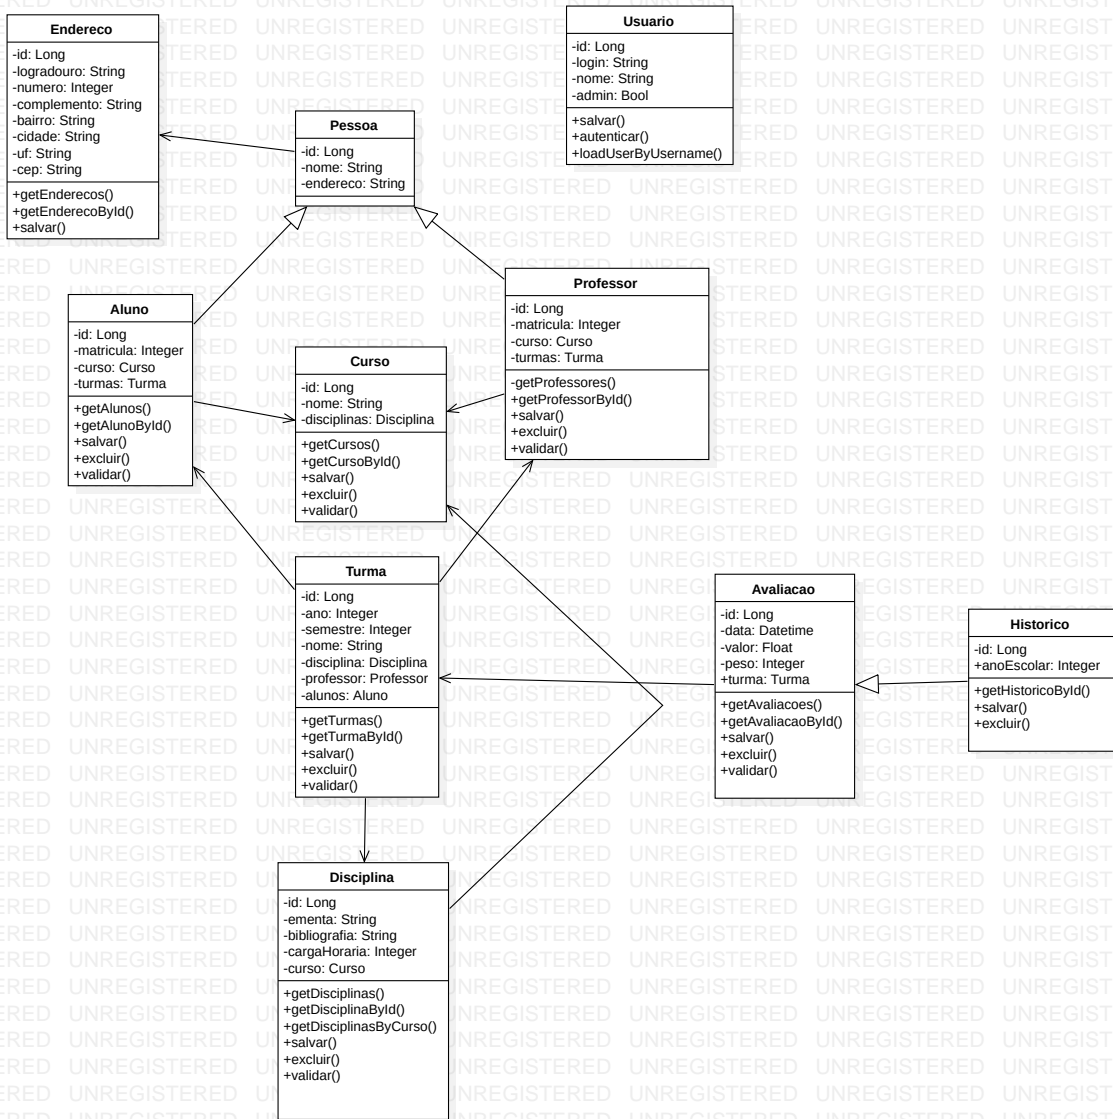 Endereco
-id: Long
-logradouro: String
-numero: Integer
-complemento: String
-bairro: String
-cidade: String
-uf: String
-cep: String
+getEnderecos()
+getEnderecoById()
+salvar()
Usuario
-id: Long
-login: String
-nome: String
-admin: Bool
+salvar()
+autenticar()
+loadUserByUsername()
Pessoa
-id: Long
-nome: String
-endereco: String
Professor
-id: Long
-matricula: Integer
-curso: Curso
-turmas: Turma
-getProfessores()
+getProfessorById()
+salvar()
+excluir()
+validar()
Aluno
-id: Long
-matricula: Integer
-curso: Curso
-turmas: Turma
+getAlunos()
+getAlunoById()
+salvar()
+excluir()
+validar()
Curso
-id: Long
-nome: String
-disciplinas: Disciplina
+getCursos()
+getCursoById()
+salvar()
+excluir()
+validar()
Turma
-id: Long
-ano: Integer
-semestre: Integer
-nome: String
-disciplina: Disciplina
-professor: Professor
-alunos: Aluno
+getTurmas()
+getTurmaById()
+salvar()
+excluir()
+validar()
Avaliacao
-id: Long
-data: Datetime
-valor: Float
-peso: Integer
+turma: Turma
+getAvaliacoes()
+getAvaliacaoById()
+salvar()
+excluir()
+validar()
Historico
-id: Long
+anoEscolar: Integer
+getHistoricoById()
+salvar()
+excluir()
Disciplina
-id: Long
-ementa: String
-bibliografia: String
-cargaHoraria: Integer
-curso: Curso
+getDisciplinas()
+getDisciplinaById()
+getDisciplinasByCurso()
+salvar()
+excluir()
+validar()
UNREGISTERED